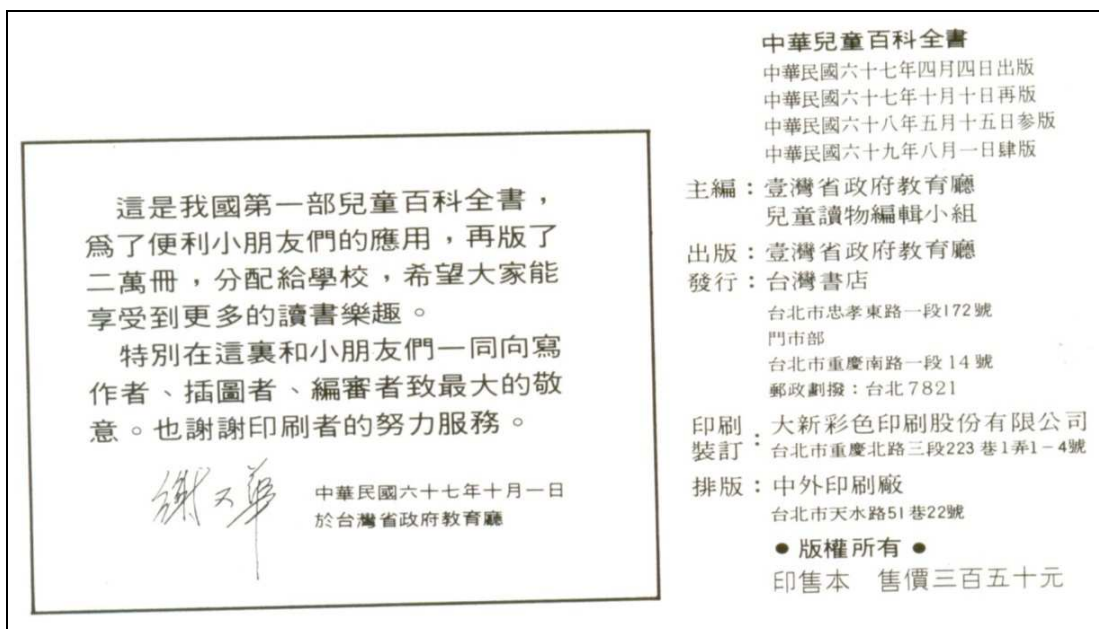 這是我國第一部兒童百科全書，
爲了便利小朋友們的應用，再版了
二萬冊，分配給學校，希望大家能
享受到更多的讀書樂趣。
特別在這裏和小朋友們一同向寫
作者、插圖者、編審者致最大的敬
意。也謝謝印刷者的努力服務。
謝又華
中華民國六十七年十月一日
於台灣省政府教育廳
中華兒童百科全書
中華民國六十七年四月四日出版
中華民國六十七年十月十日再版
中華民國六十八年五月十五日参版
中華民國六十九年八月一日肆版
主編：臺灣省政府教育廳
兒童讀物編輯小組
出版：臺灣省政府教育廳
發行：台灣書店
台北市忠孝東路一段172號
門市部
台北市重慶南路一段14號
郵政劃撥：台北7821
印刷
裝訂：大新彩色印刷股份有限公司
台北市重慶北路三段223巷1弄1–4號
排版：中外印刷廠
台北市天水路51巷22號
● 版權所有 ●
印售本 售價三百五十元